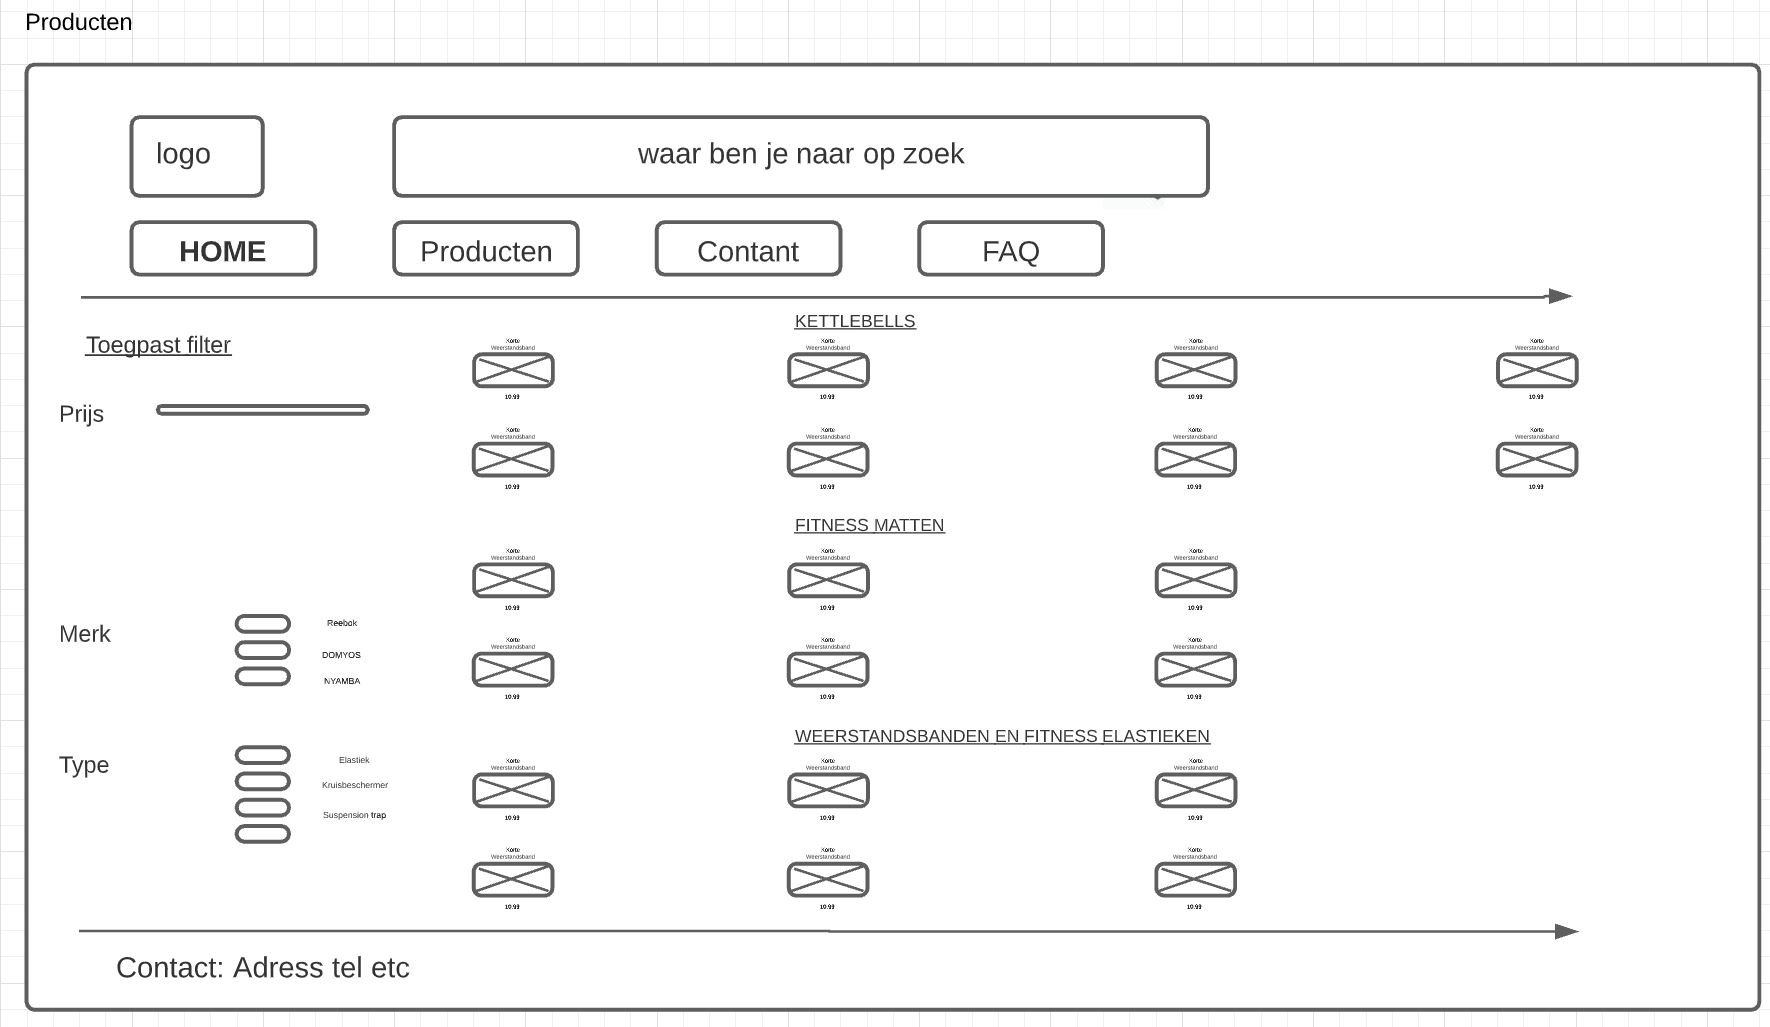 Producten
logo
waar ben je naar op zoek
HOME
Producten
Contant
FAQ
Toegpast filter
Prijs
Merk
Reebok
DOMYOS
NYAMBA
Type
Elastiek
Kruisbeschermer
Suspension trap
KETTLEBELLS
Korte
Weerstandsband
10.99
Korte
Weerstandsband
10.99
Korte
Weerstandsband
10.99
Korte
Weerstandsband
10.99
Korte
Weerstandsband
10.99
Korte
Weerstandsband
10.99
Korte
Weerstandsband
10.99
Korte
Weerstandsband
10.99
FITNESS MATTEN
Korte
Weerstandsband
10.99
Korte
Weerstandsband
10.99
Korte
Weerstandsband
10.99
Korte
Weerstandsband
10.99
Korte
Weerstandsband
10.99
Korte
Weerstandsband
10.99
WEERSTANDSBANDEN EN FITNESS ELASTIEKEN
Korte
Weerstandsband
10.99
Korte
Weerstandsband
10.99
Korte
Weerstandsband
10.99
Korte
Weerstandsband
10.99
Korte
Weerstandsband
10.99
Korte
Weerstandsband
10.99
Contact: Adress tel etc